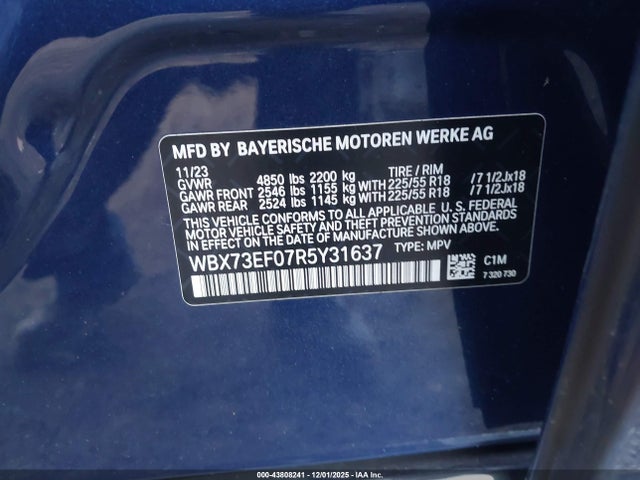 MFD BY BAYERISCHE MOTOREN WERKE AG
11/23
GVWR 4850 lbs 2200 kg TIRE / RIM
GAWR FRONT 2546 lbs 1155 kg WITH 225/55 R18 /7 1/2Jx18
GAWR REAR 2524 lbs 1145 kg WITH 225/55 R18 /7 1/2Jx18
THIS VEHICLE CONFORMS TO ALL APPLICABLE U. S. FEDERAL
MOTOR VEHICLE SAFETY, BUMPER, AND THEFT PREVENTION STANDARDS
IN EFFECT ON THE DATE OF MANUFACTURE SHOWN ABOVE.
WBX73EF07R5Y31637 TYPE: MPV
C1M
7 320 730
00-43808241 - 12/01/2025 - IAA Inc.